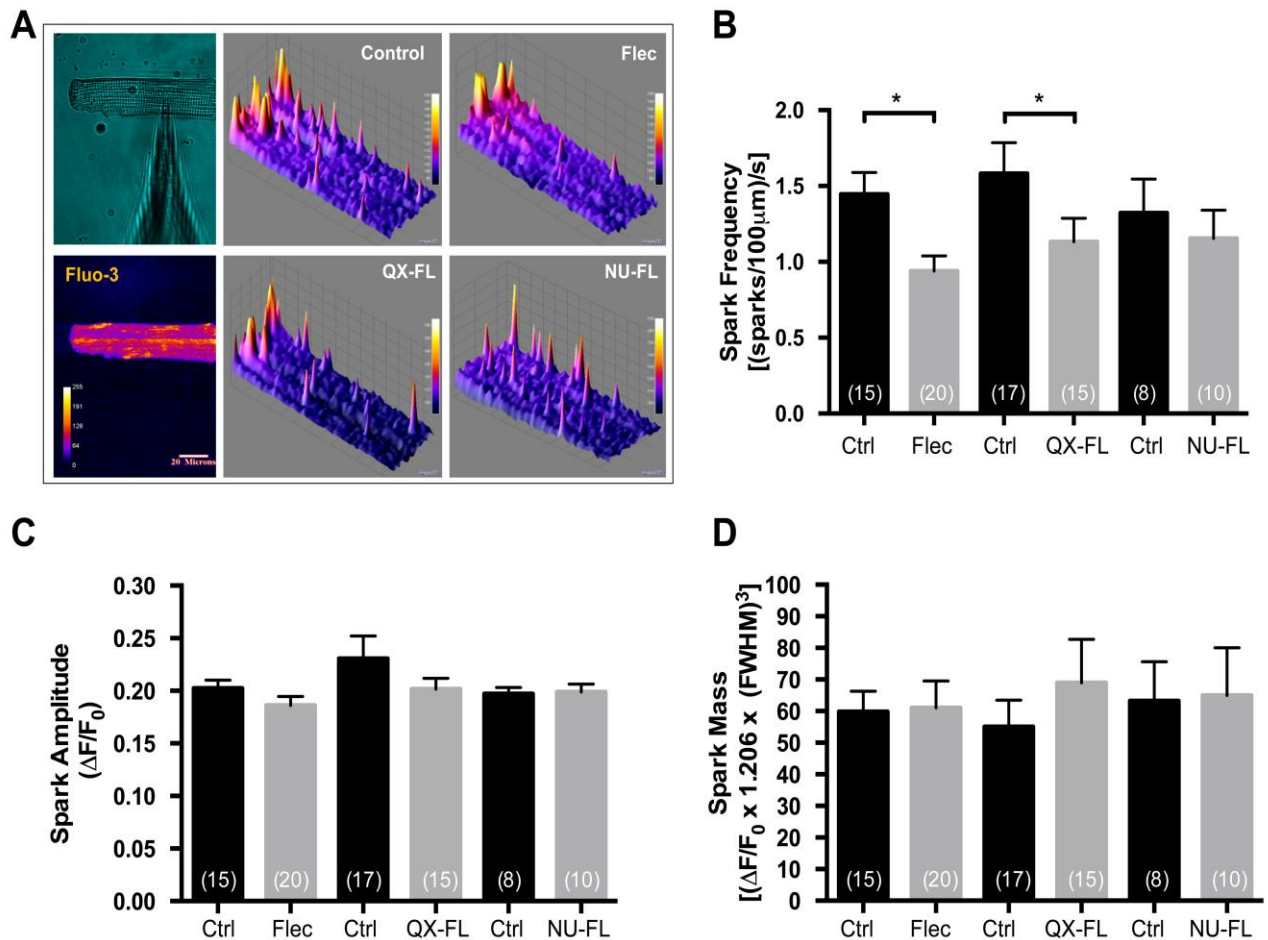 A
Control
Flec
Fluo-3
255
191
128
64
0
20 Microns
QX-FL
NU-FL
B
Spark Frequency
[(sparks/100μm)/s]
2.0
1.5
1.0
0.5
0.0
*
*
(15)
(20)
(17)
(15)
(8)
(10)
Ctrl
Flec
Ctrl
QX-FL
Ctrl
NU-FL
C
Spark Amplitude
(ΔF/F0)
0.30
0.25
0.20
0.15
0.10
0.05
0.00
(15)
(20)
(17)
(15)
(8)
(10)
Ctrl
Flec
Ctrl
QX-FL
Ctrl
NU-FL
D
Spark Mass
[(ΔF/F0 x 1.206 x (FWHM)3]
100
90
80
70
60
50
40
30
20
10
0
(15)
(20)
(17)
(15)
(8)
(10)
Ctrl
Flec
Ctrl
QX-FL
Ctrl
NU-FL